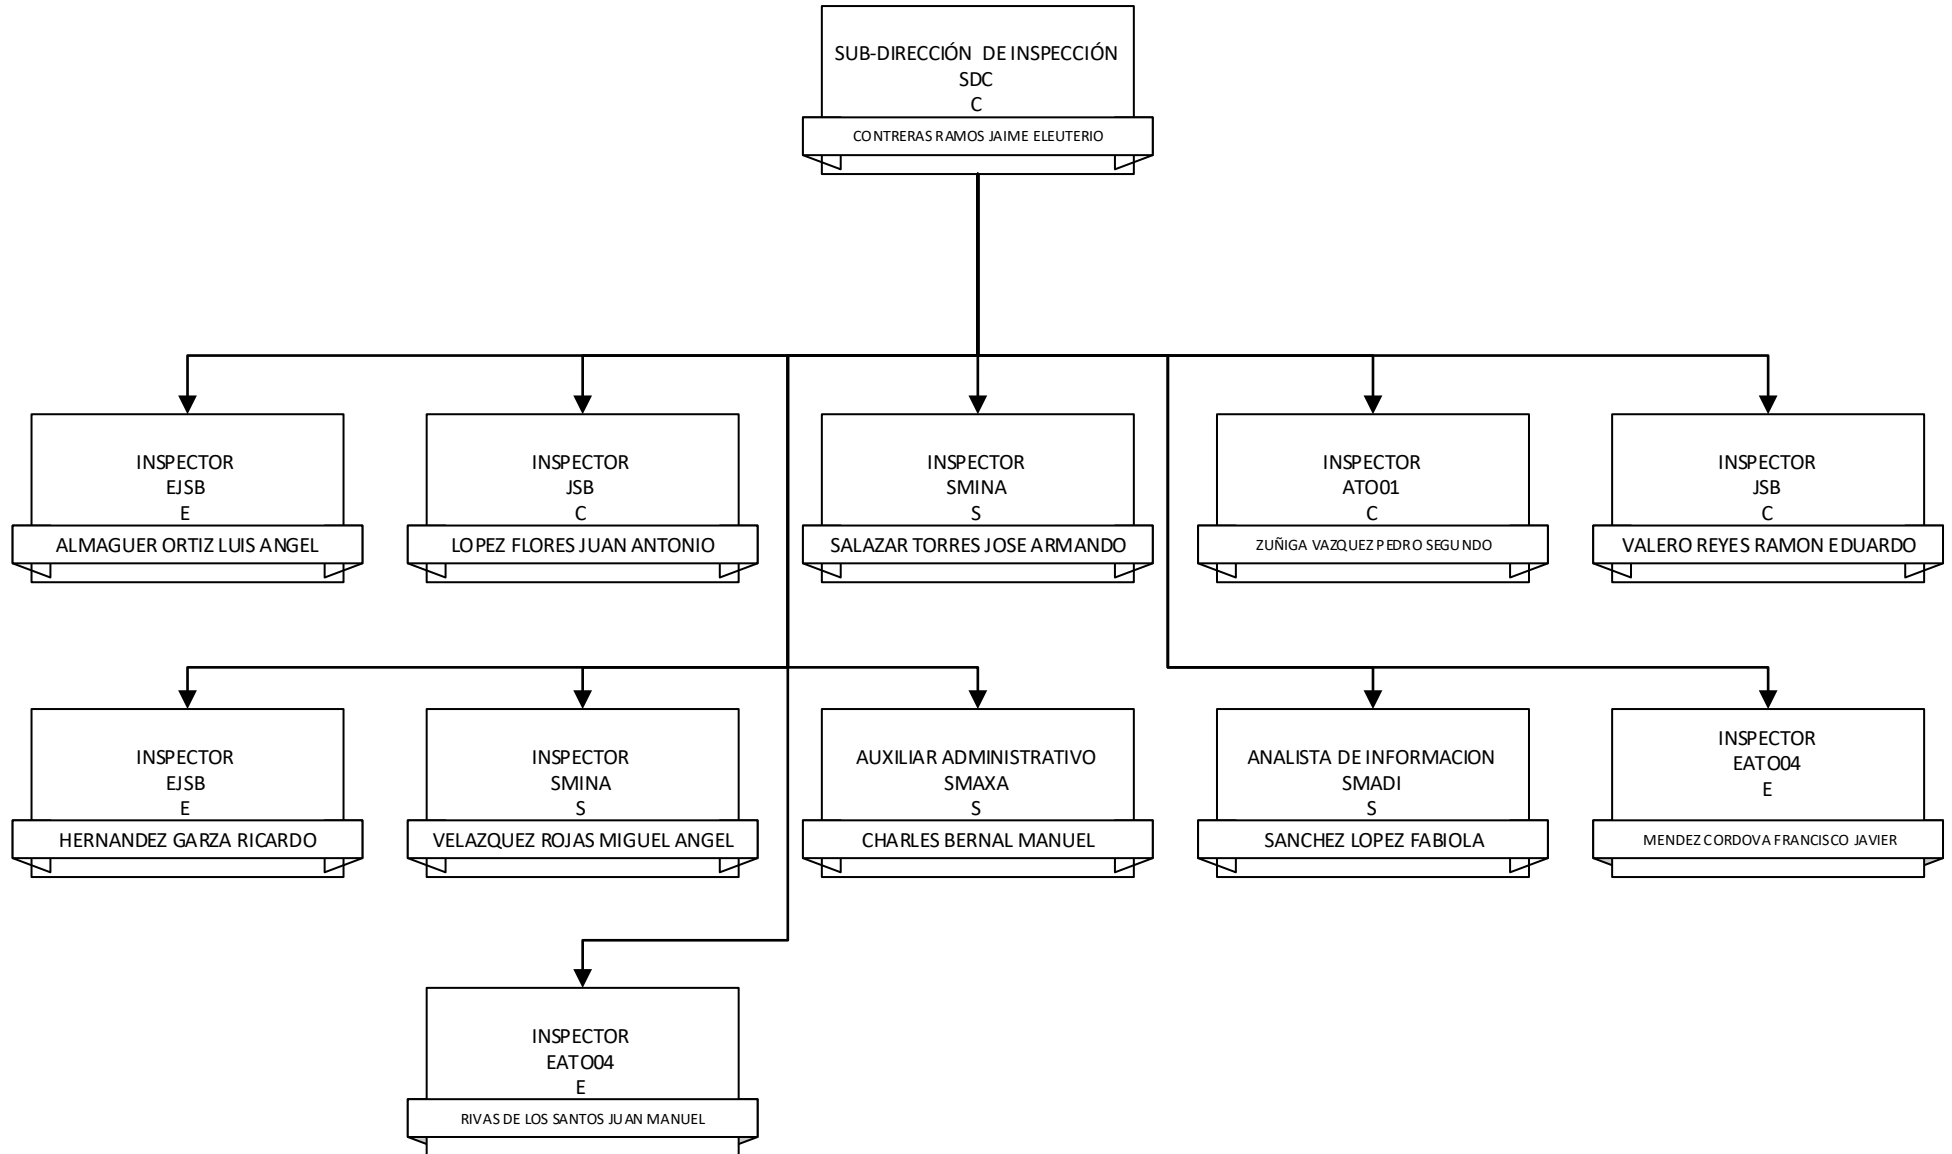 SUB-DIRECCIÓN DE INSPECCIÓN
SDC
C
CONTRERAS RAMOS JAIME ELEUTERIO
INSPECTOR
EJSB
E
ALMAGUER ORTIZ LUIS ANGEL
INSPECTOR
JSB
C
LOPEZ FLORES JUAN ANTONIO
INSPECTOR
SMINA
S
SALAZAR TORRES JOSE ARMANDO
INSPECTOR
ATO01
C
ZUÑIGA VAZQUEZ PEDRO SEGUNDO
INSPECTOR
JSB
C
VALERO REYES RAMON EDUARDO
INSPECTOR
EJSB
E
HERNANDEZ GARZA RICARDO
INSPECTOR
SMINA
S
VELAZQUEZ ROJAS MIGUEL ANGEL
AUXILIAR ADMINISTRATIVO
SMAXA
S
CHARLES BERNAL MANUEL
ANALISTA DE INFORMACION
SMADI
S
SANCHEZ LOPEZ FABIOLA
INSPECTOR
EATO04
E
MENDEZ CORDOVA FRANCISCO JAVIER
INSPECTOR
EATO04
E
RIVAS DE LOS SANTOS JUAN MANUEL